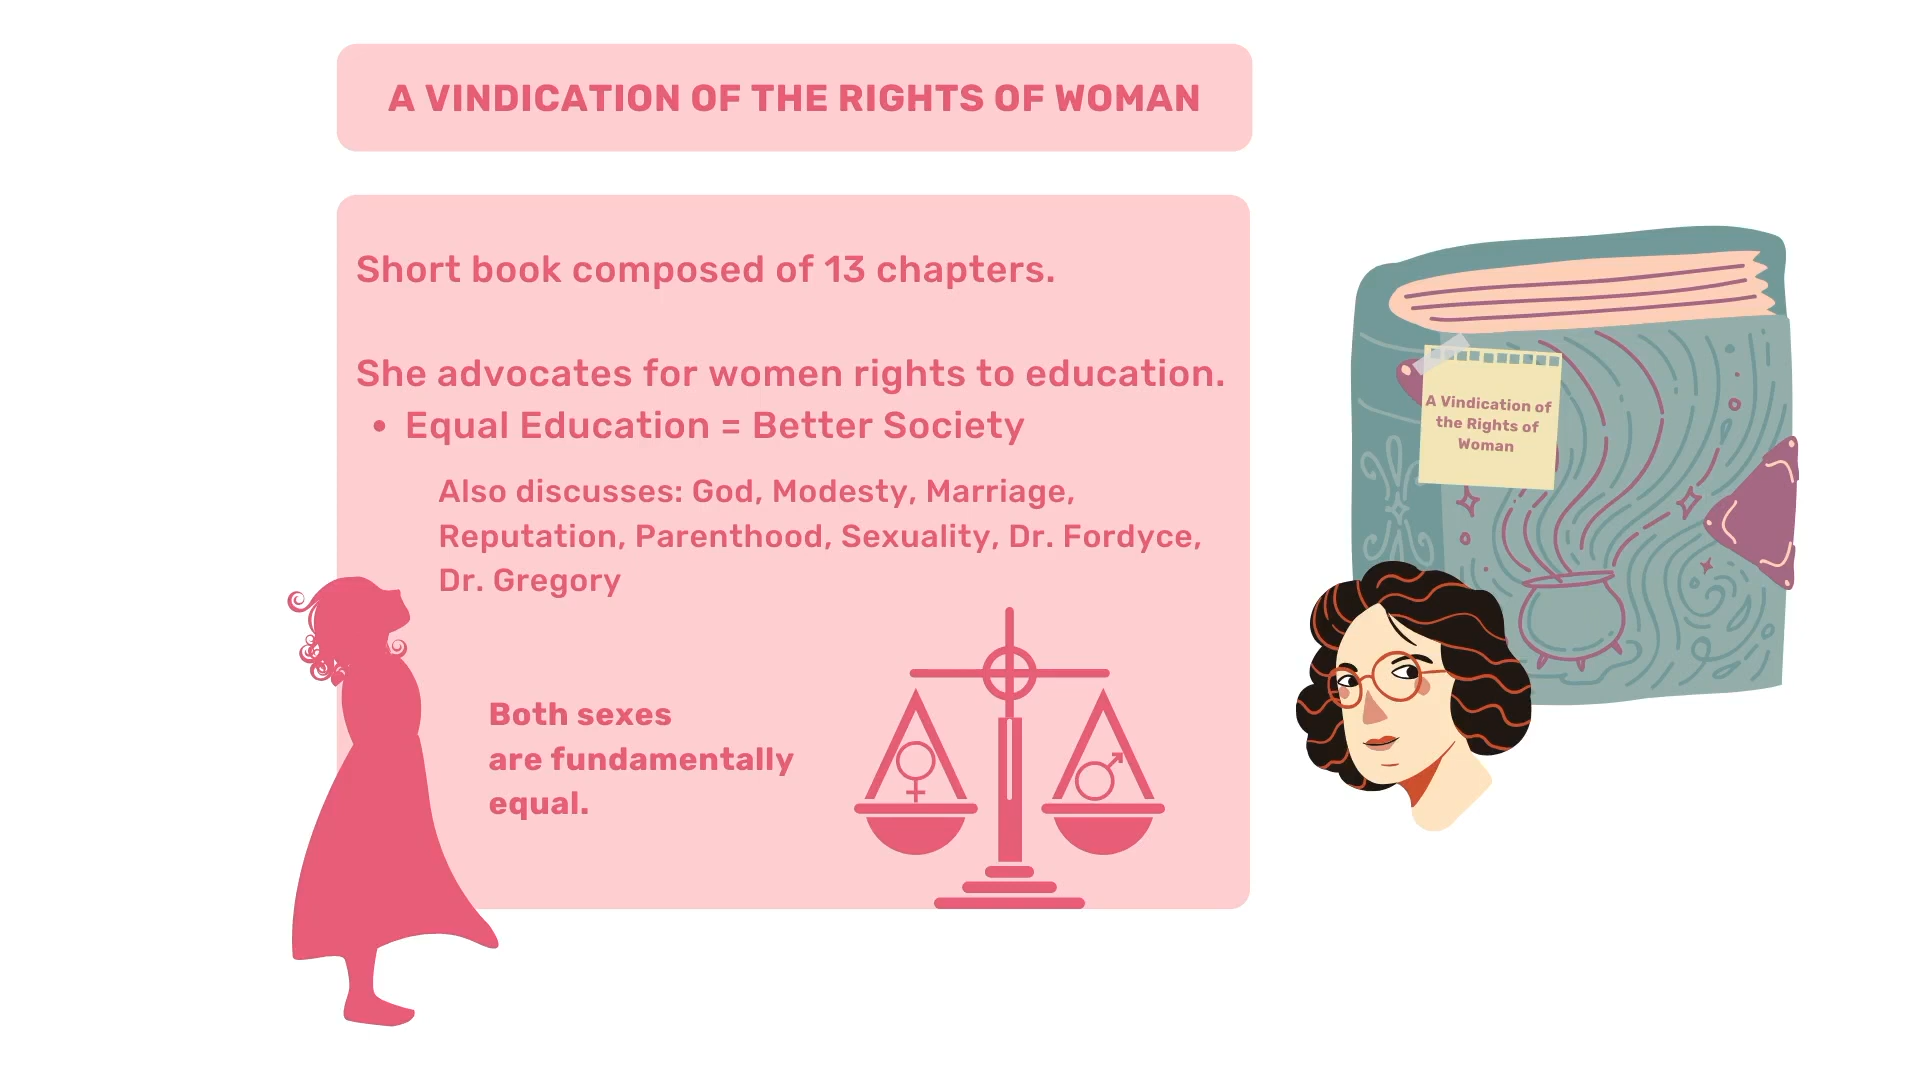 A VINDICATION OF THE RIGHTS OF WOMAN
Short book composed of 13 chapters.
She advocates for women rights to education.
• Equal Education = Better Society
Also discusses: God, Modesty, Marriage,
Reputation, Parenthood, Sexuality, Dr. Fordyce,
Dr. Gregory
Both sexes
are fundamentally
equal.
A Vindication of
the Rights of
Woman